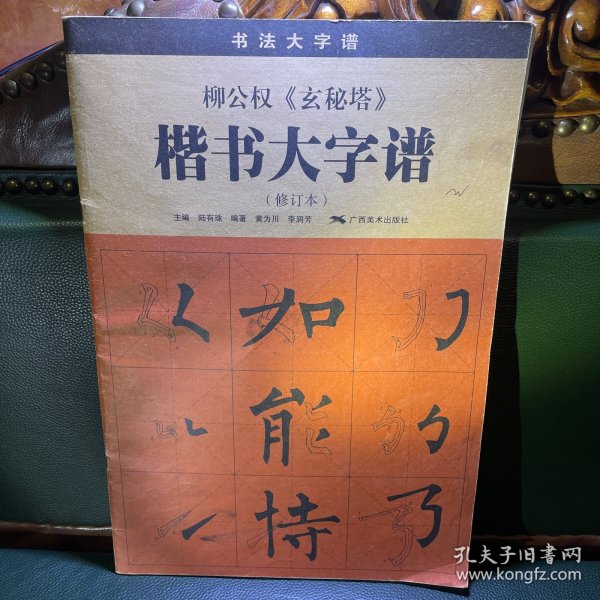 书法大字谱
柳公权《玄秘塔》
楷书大字谱
（修订本）
主编 陆有珠 编著 黄为川 李润芳 广西美术出版社
如
能
持
孔夫子旧书网
www.kongfz.com